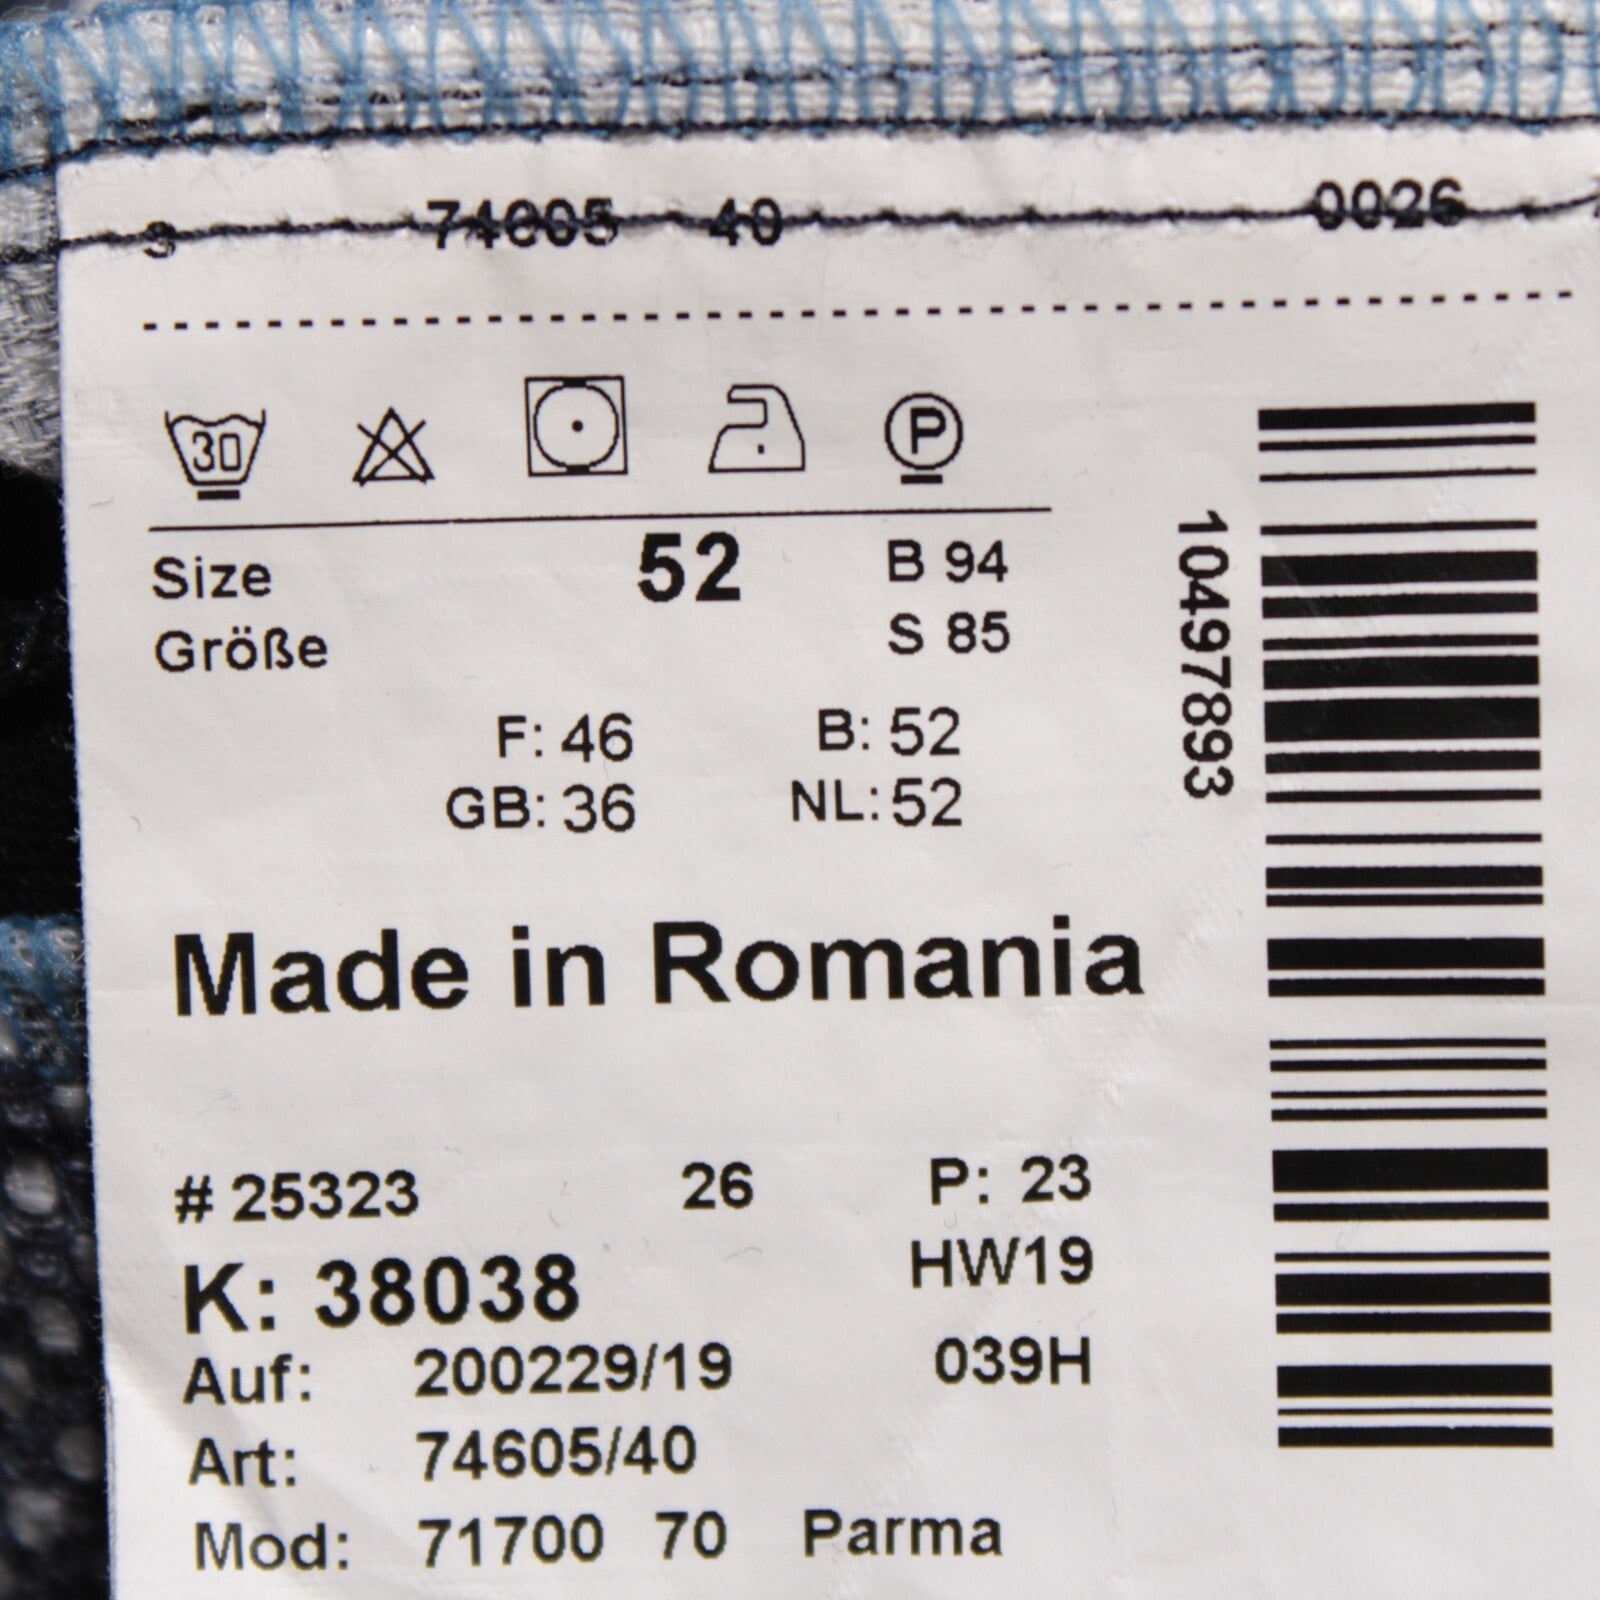 74605 40 0026
30 P
Size 52 B 94
Größe S 85
F: 46 B: 52
GB: 36 NL: 52
Made in Romania
# 25323 26 P: 23
K: 38038 HW19
Auf: 200229/19 039H
Art: 74605/40
Mod: 71700 70 Parma
10497893